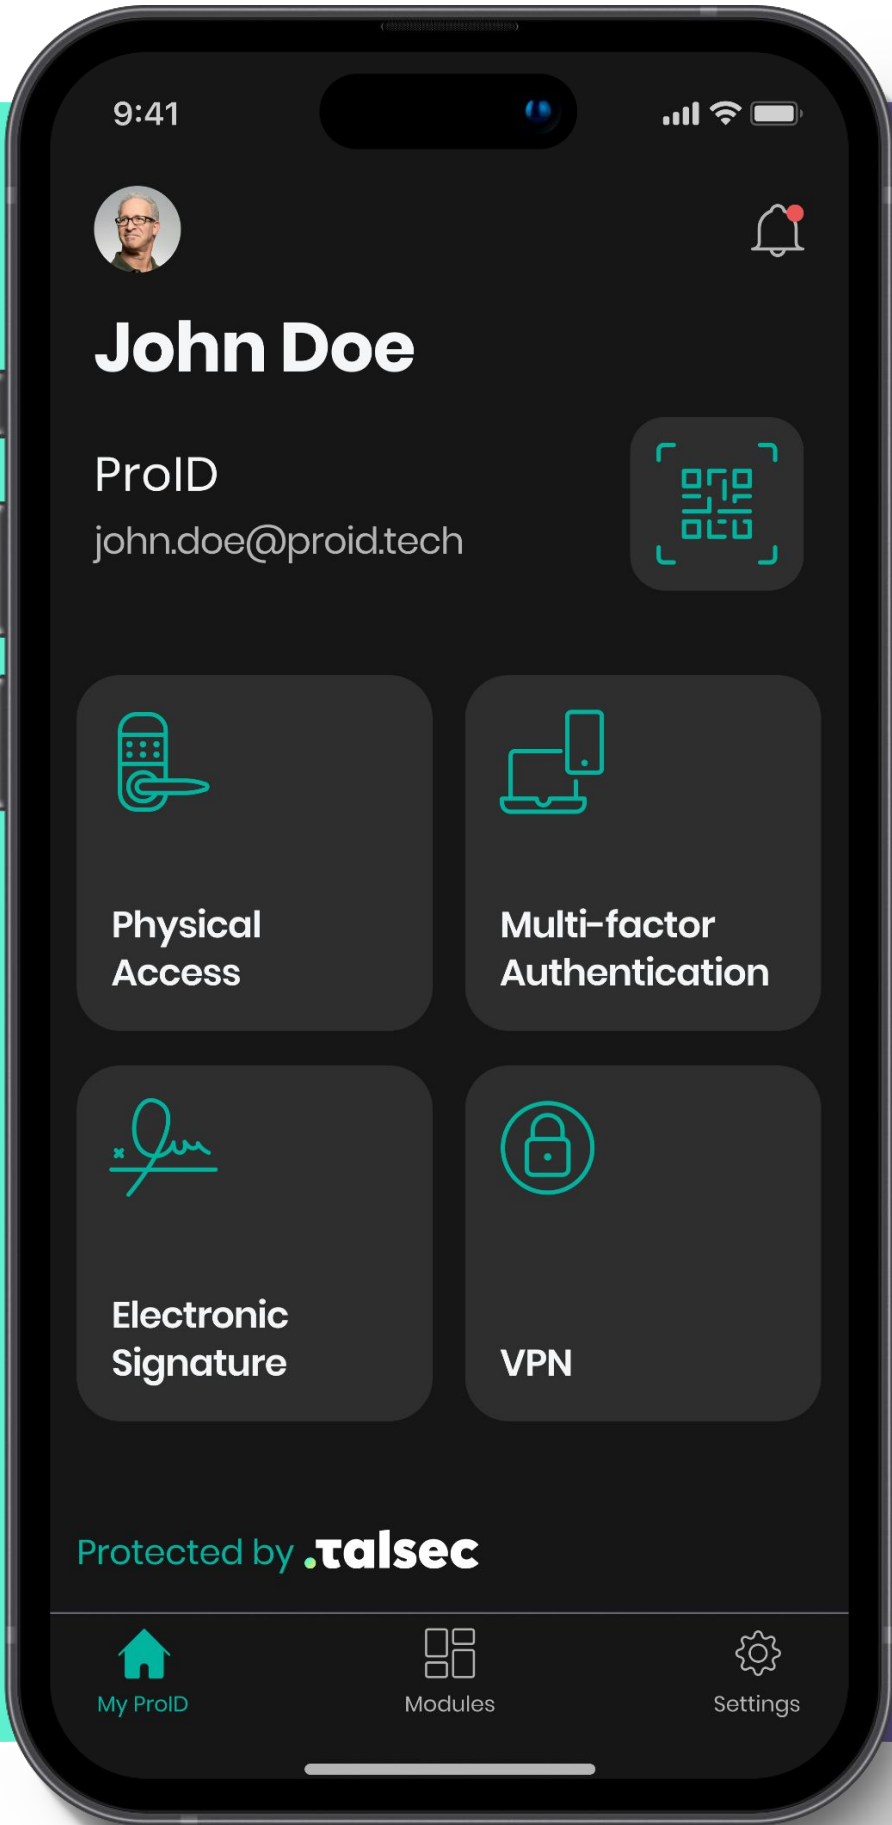 9:41
John Doe
ProID
john.doe@proid.tech
Physical
Access
Multi-factor
Authentication
Electronic
Signature
VPN
Protected by .talsec
My ProID
Modules
Settings